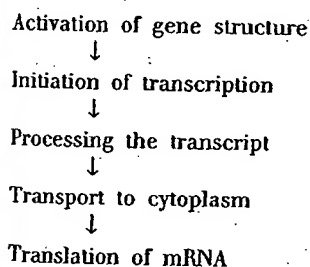 Activation of gene structure
↓
Initiation of transcription
↓
Processing the transcript
↓
Transport to cytoplasm
↓
Translation of mRNA